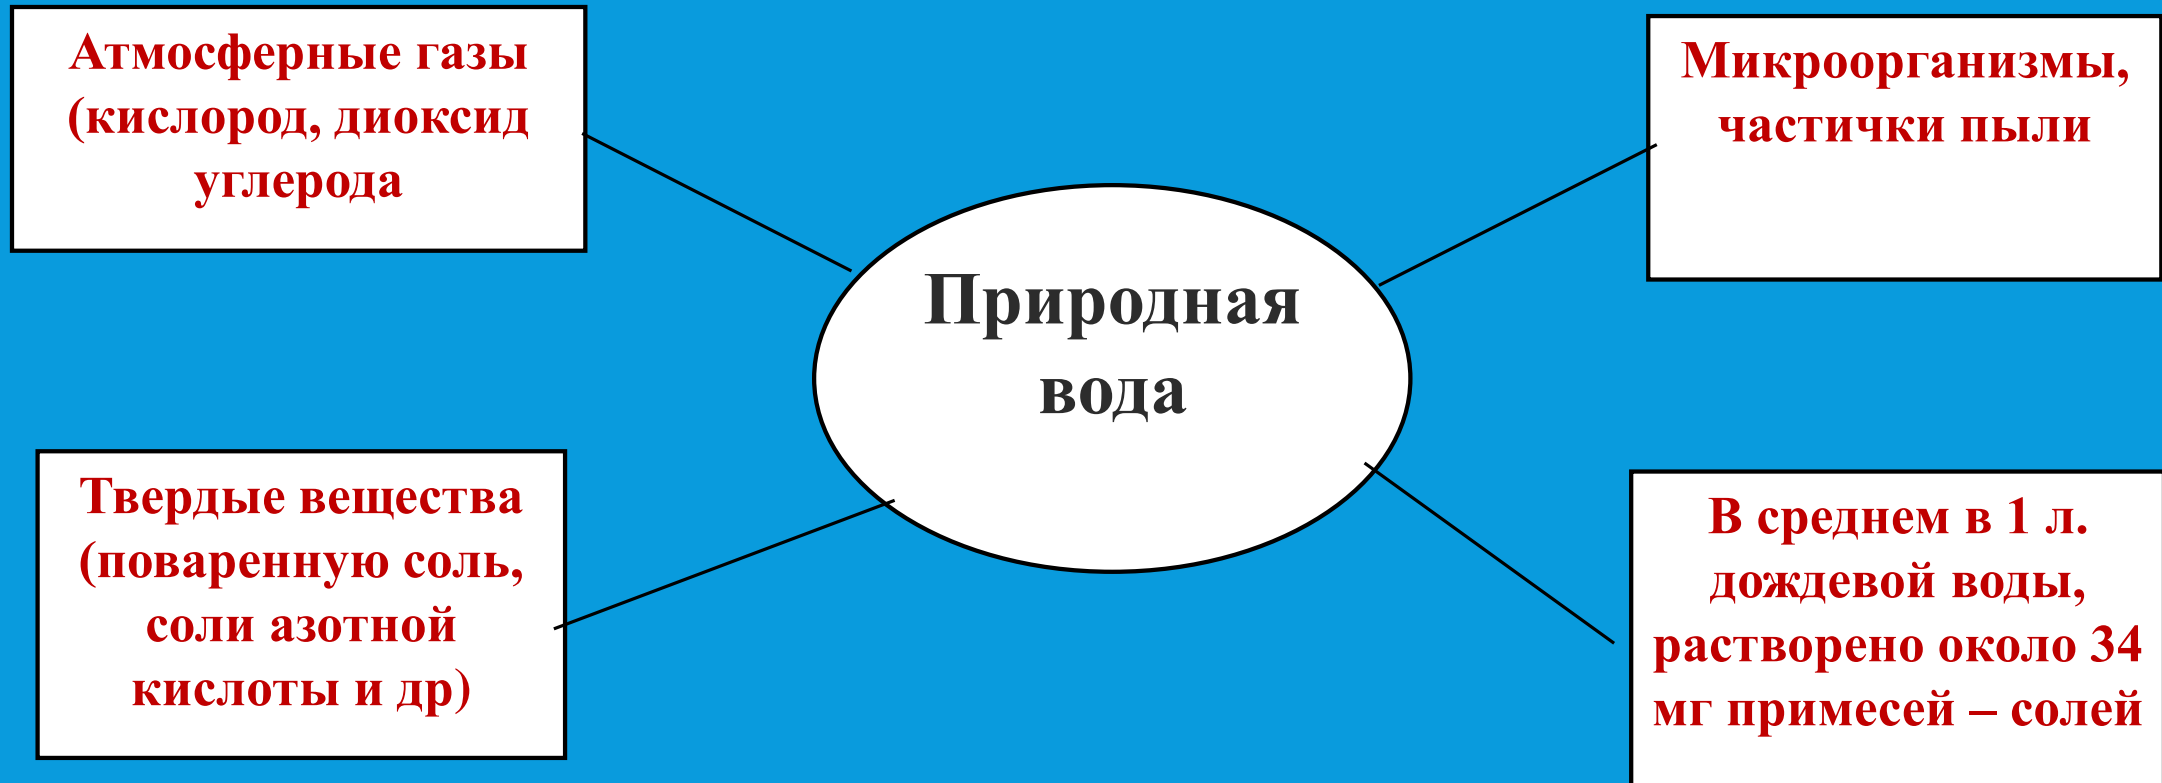 Атмосферные газы
(кислород, диоксид
углерода
Микроорганизмы,
частички пыли
Природная
вода
Твердые вещества
(поваренную соль,
соли азотной
кислоты и др)
В среднем в 1 л.
дождевой воды,
растворено около 34
мг примесей – солей